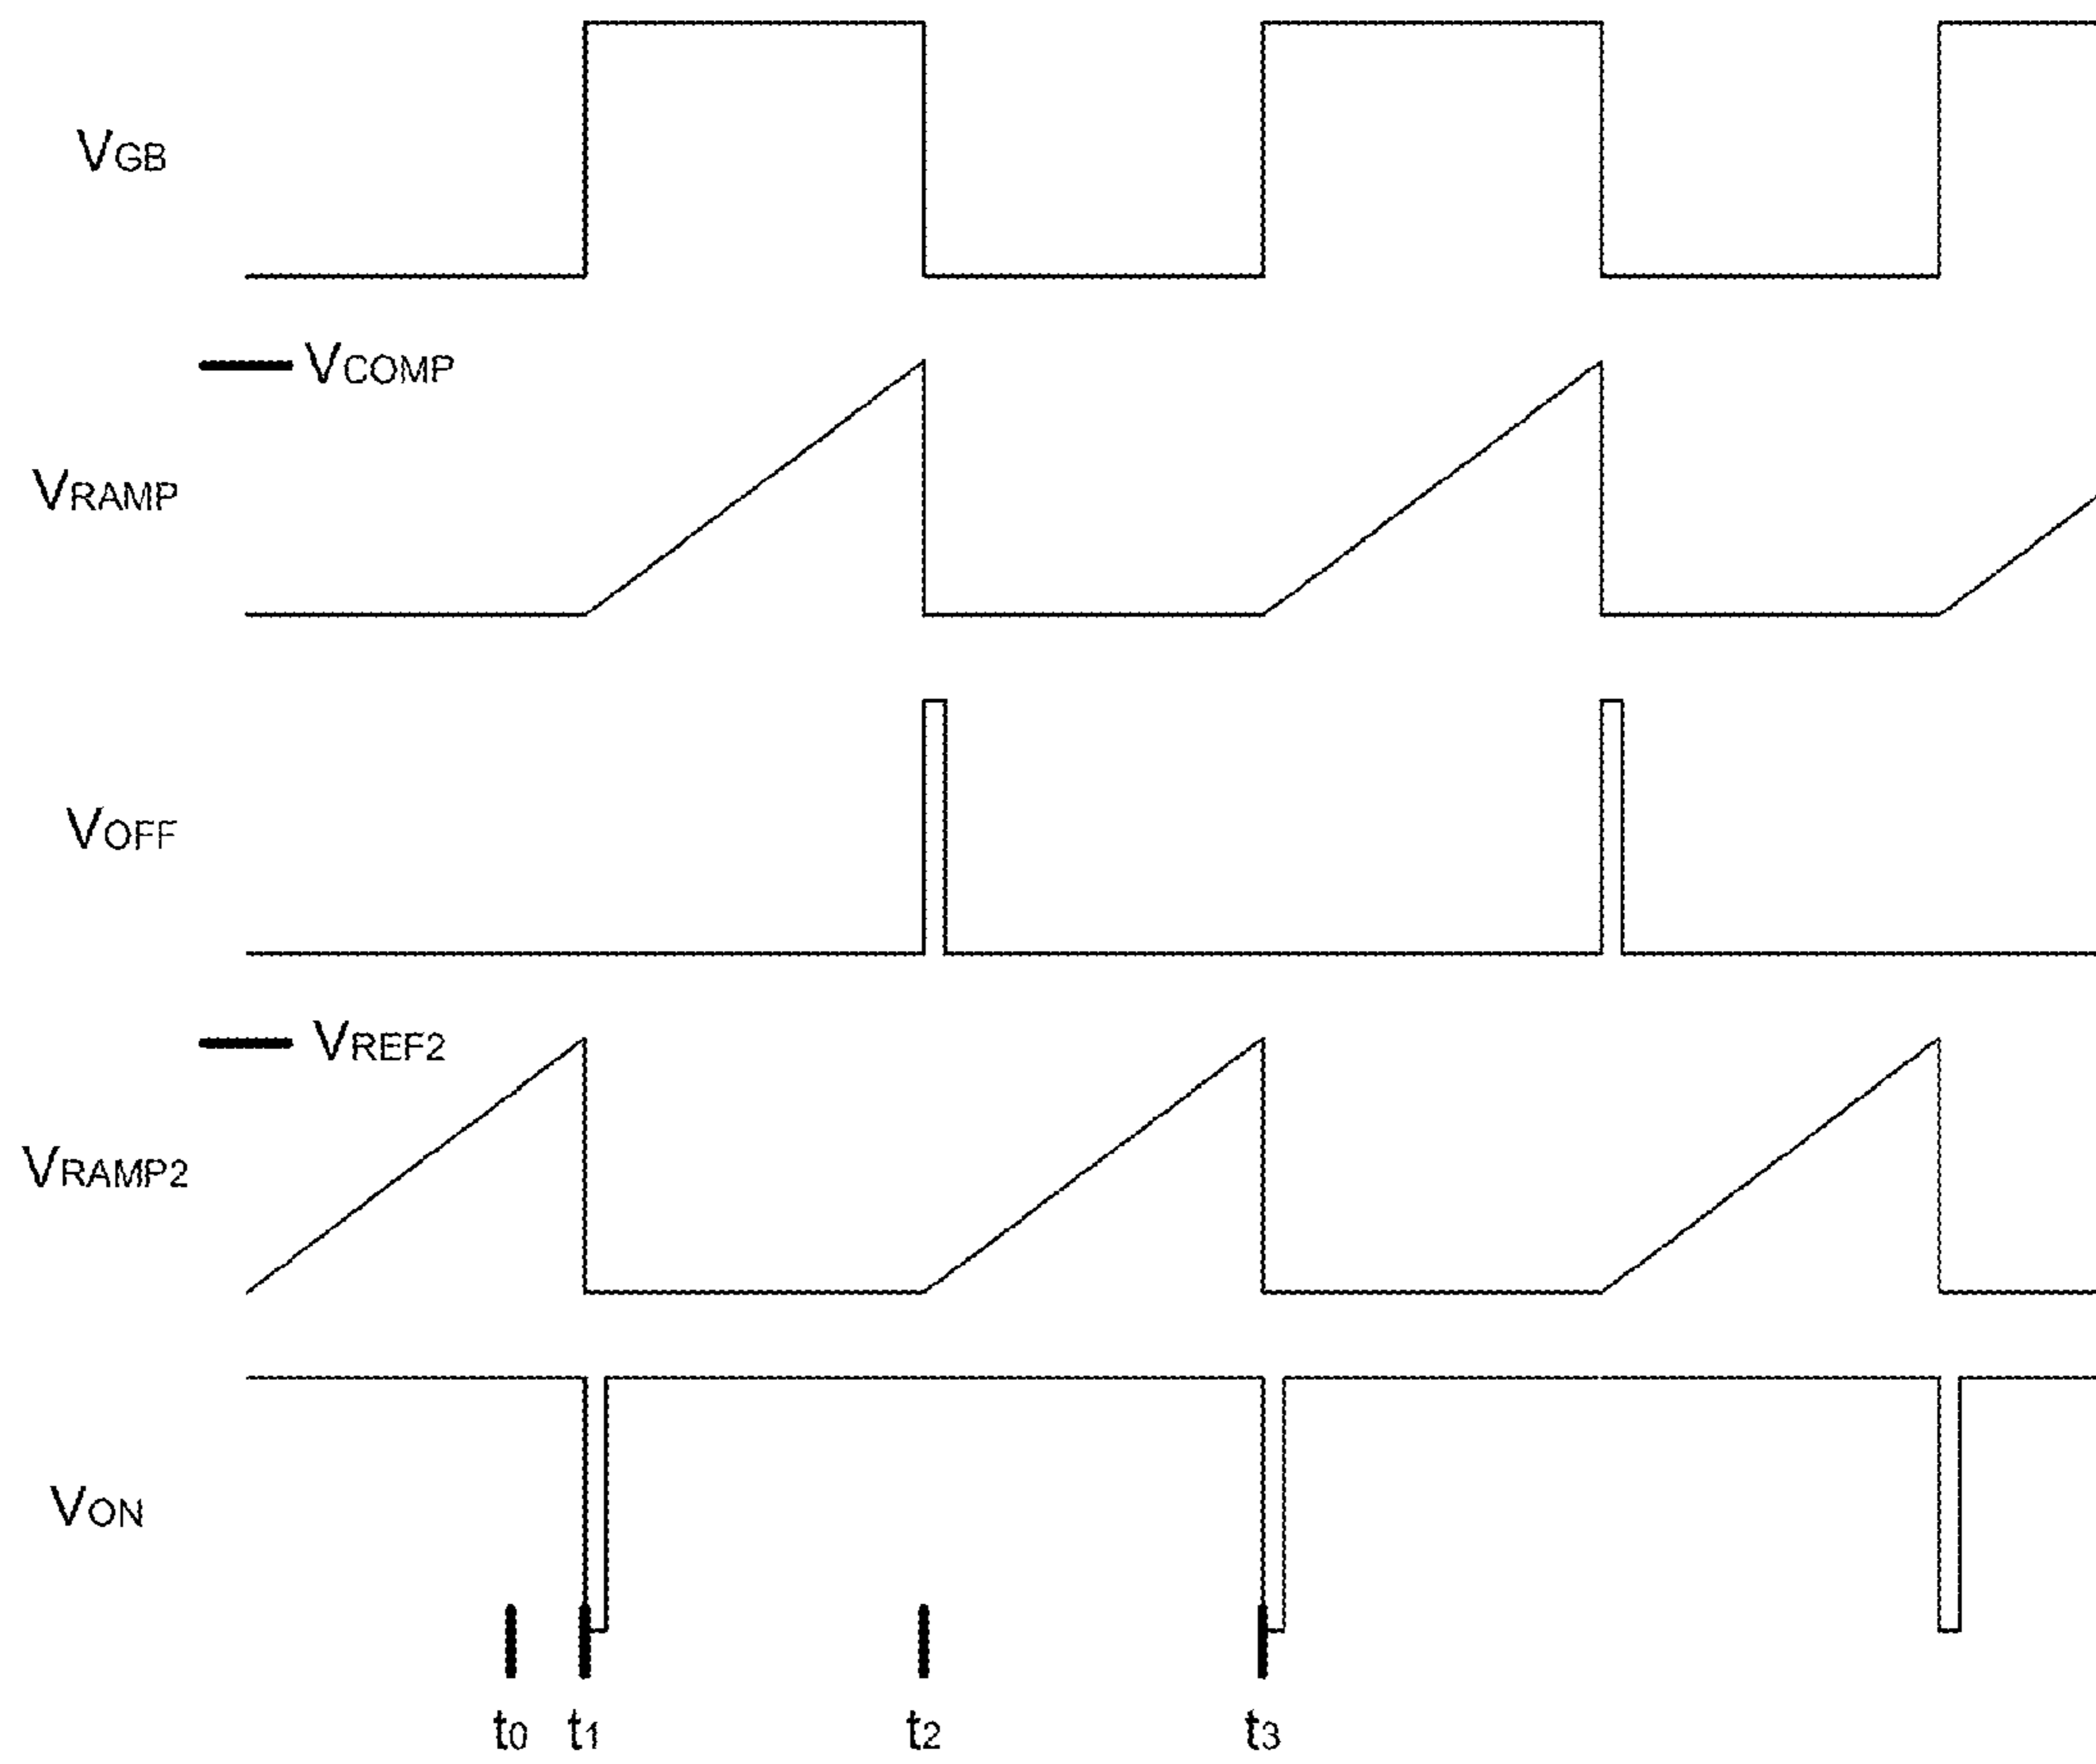 VGB
VCOMP
VRAMP
VOFF
VREF2
VRAMP2
VON
t0 t1 t2 t3